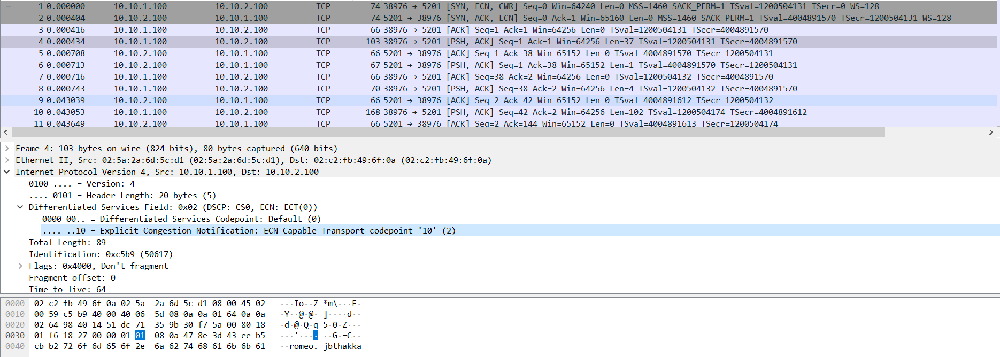 1 0.000000 10.10.1.100 10.10.2.100 TCP 74 38976 → 5201 [SYN, ECN, CWR] Seq=0 Win=64240 Len=0 MSS=1460 SACK_PERM=1 TSval=1200504131 TSecr=0 WS=128
2 0.000404 10.10.2.100 10.10.1.100 TCP 74 5201 → 38976 [SYN, ACK, ECN] Seq=0 Ack=1 Win=65160 Len=0 MSS=1460 SACK_PERM=1 TSval=4004891570 TSecr=1200504131 WS=128
3 0.000416 10.10.1.100 10.10.2.100 TCP 66 38976 → 5201 [ACK] Seq=1 Ack=1 Win=64256 Len=0 TSval=1200504131 TSecr=4004891570
4 0.000434 10.10.1.100 10.10.2.100 TCP 103 38976 → 5201 [PSH, ACK] Seq=1 Ack=1 Win=64256 Len=37 TSval=1200504131 TSecr=4004891570
5 0.000708 10.10.2.100 10.10.1.100 TCP 66 5201 → 38976 [ACK] Seq=1 Ack=38 Win=65152 Len=0 TSval=4004891570 TSecr=1200504131
6 0.000713 10.10.2.100 10.10.1.100 TCP 67 5201 → 38976 [PSH, ACK] Seq=1 Ack=38 Win=65152 Len=1 TSval=4004891570 TSecr=1200504131
7 0.000716 10.10.1.100 10.10.2.100 TCP 66 38976 → 5201 [ACK] Seq=38 Ack=2 Win=64256 Len=0 TSval=1200504132 TSecr=4004891570
8 0.000743 10.10.1.100 10.10.2.100 TCP 70 38976 → 5201 [PSH, ACK] Seq=38 Ack=2 Win=64256 Len=4 TSval=1200504132 TSecr=4004891570
9 0.043039 10.10.2.100 10.10.1.100 TCP 66 5201 → 38976 [ACK] Seq=2 Ack=42 Win=65152 Len=0 TSval=4004891612 TSecr=1200504132
10 0.043053 10.10.1.100 10.10.2.100 TCP 168 38976 → 5201 [PSH, ACK] Seq=42 Ack=2 Win=64256 Len=102 TSval=1200504174 TSecr=4004891612
11 0.043649 10.10.2.100 10.10.1.100 TCP 66 5201 → 38976 [ACK] Seq=2 Ack=144 Win=65152 Len=0 TSval=4004891613 TSecr=1200504174
Frame 4: 103 bytes on wire (824 bits), 80 bytes captured (640 bits)
Ethernet II, Src: 02:5a:2a:6d:5c:d1 (02:5a:2a:6d:5c:d1), Dst: 02:c2:fb:49:6f:0a (02:c2:fb:49:6f:0a)
Internet Protocol Version 4, Src: 10.10.1.100, Dst: 10.10.2.100
0100 .... = Version: 4
.... 0101 = Header Length: 20 bytes (5)
Differentiated Services Field: 0x02 (DSCP: CS0, ECN: ECT(0))
0000 00.. = Differentiated Services Codepoint: Default (0)
.... ..10 = Explicit Congestion Notification: ECN-Capable Transport codepoint '10' (2)
Total Length: 89
Identification: 0xc5b9 (50617)
Flags: 0x4000, Don't fragment
Fragment offset: 0
Time to live: 64
0000 02 c2 fb 49 6f 0a 02 5a 2a 6d 5c d1 08 00 45 02 ···Io··Z *m\···E·
0010 00 59 c5 b9 40 00 40 06 5d 08 0a 0a 01 64 0a 0a ·Y··@·@· ]····d··
0020 02 64 98 40 14 51 dc 71 35 9b 30 f7 5a 00 80 18 ·d·@·Q·q 5·0·Z···
0030 01 f6 18 27 00 00 01 01 08 0a 47 8e 3d 43 ee b5 ···'···· ··G·=C··
0040 cb b2 72 6f 6d 65 6f 2e 6a 62 74 68 61 6b 6b 61 ··romeo. jbthakka